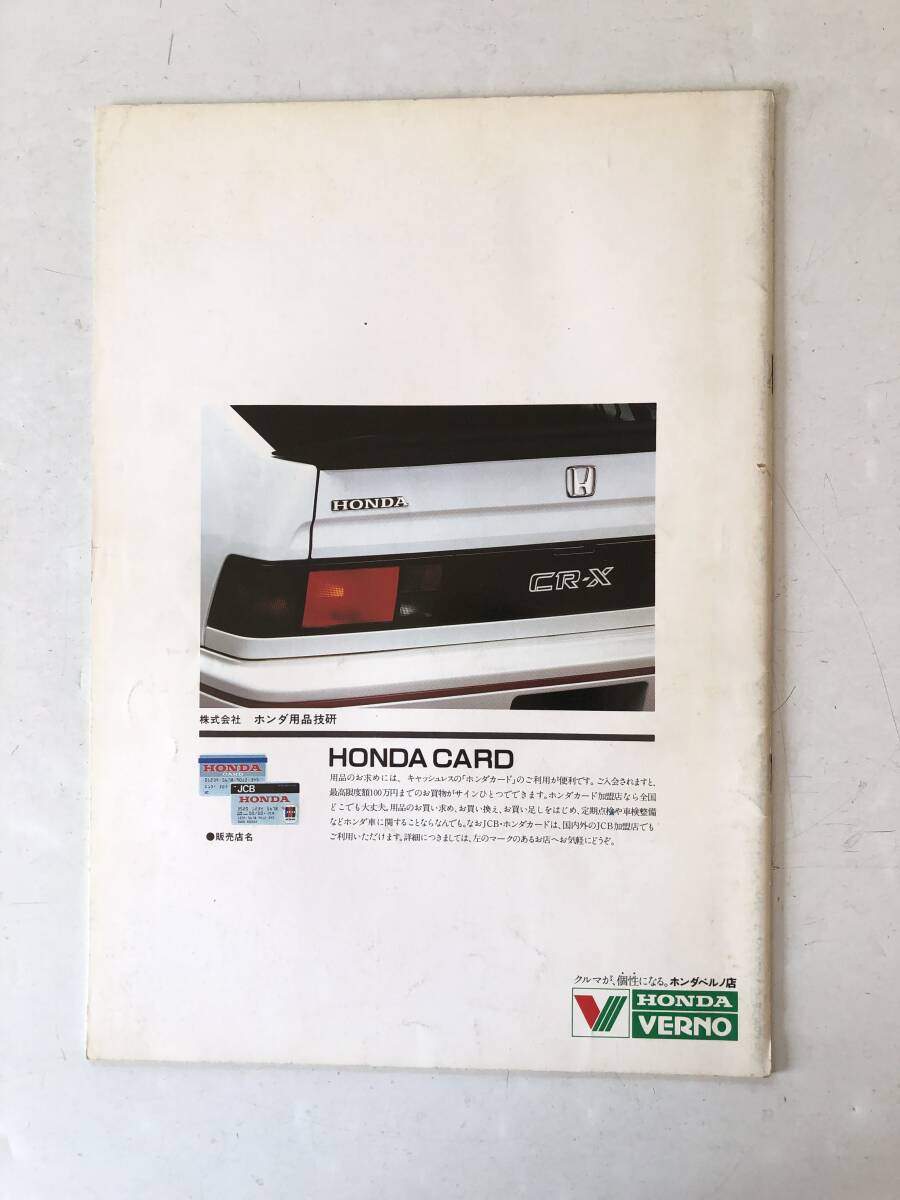 HONDA
CR-X
株式会社 ホンダ用品技研
HONDA CARD
用品のお求めには、キャッシュレスの「ホンダカード」のご利用が便利です。ご入会されますと、
最高限度額100万円までのお買物がサインひとつでできます。ホンダカード加盟店なら全国
どこでも大丈夫。用品のお買い求め、お買い換え、お買い足しをはじめ、定期点検や車検整備
などホンダ車に関することならなんでも。なおJCB・ホンダカードは、国内外のJCB加盟店でも
ご利用いただけます。詳細につきましては、左のマークのあるお店へお気軽にどうぞ。
HONDA
CARD
JCB
HONDA
●販売店名
クルマが、個性になる。ホンダベルノ店
HONDA
VERNO